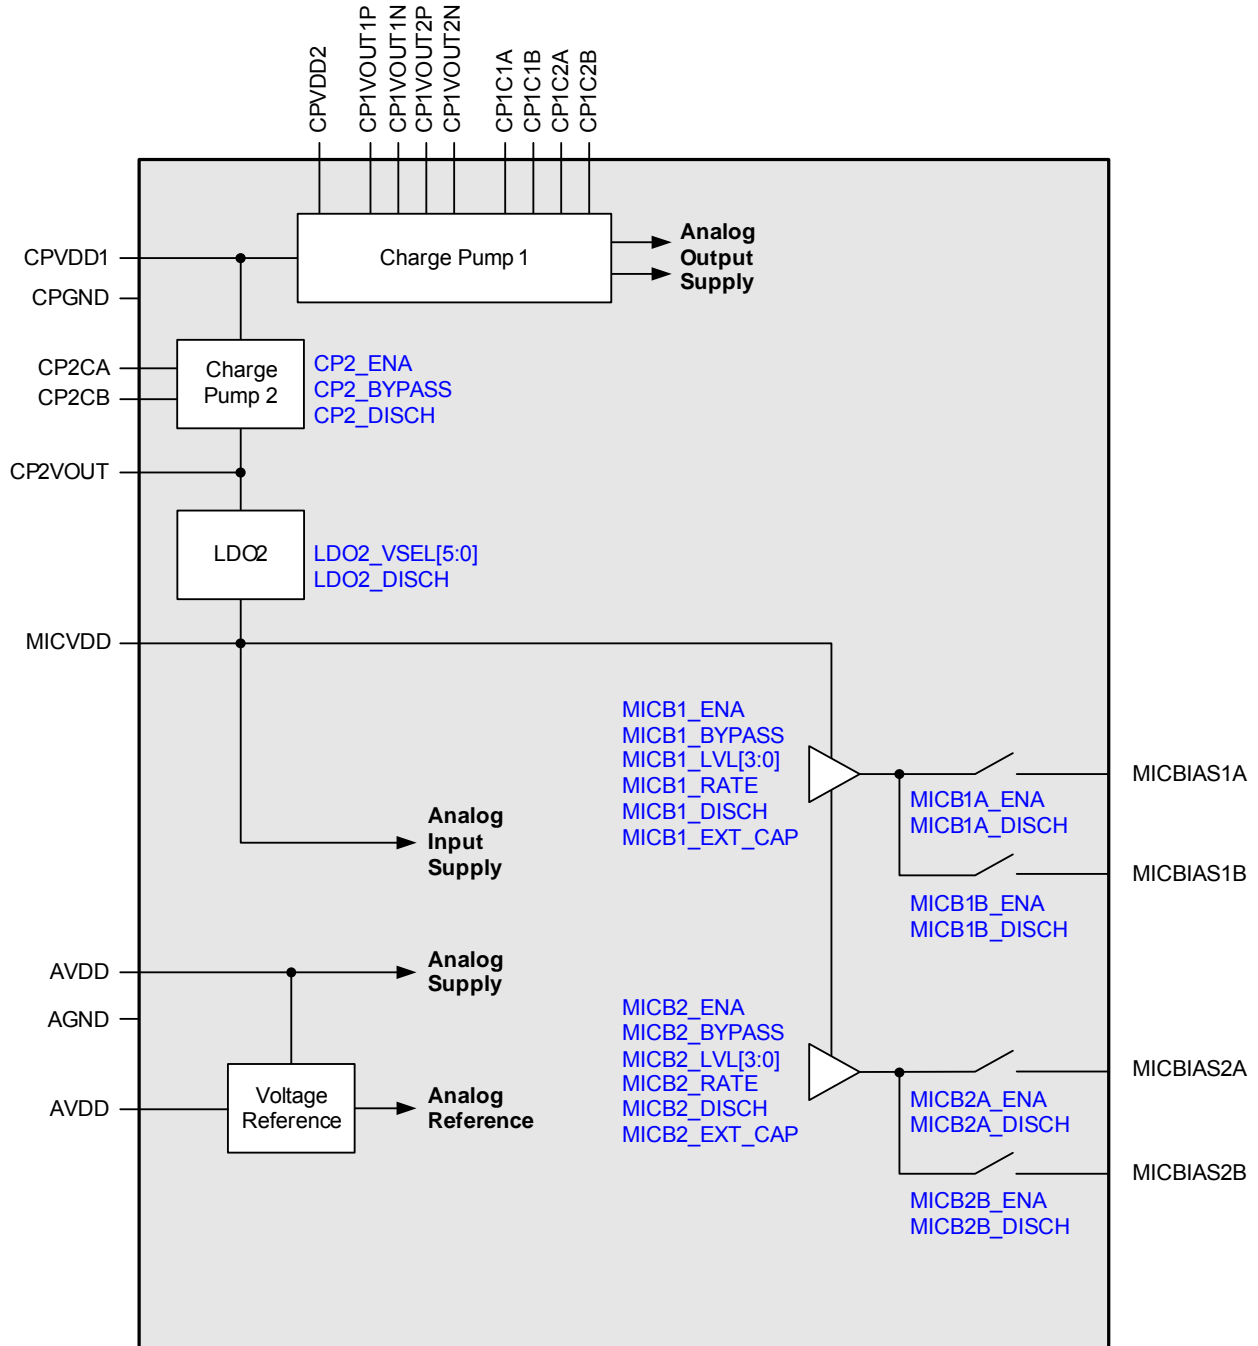 CPVDD2
CP1VOUT1P
CP1VOUT1N
CP1VOUT2P
CP1VOUT2N
CP1C1A
CP1C1B
CP1C2A
CP1C2B
CPVDD1
Charge Pump 1
Analog
Output
Supply
CPGND
CP2CA
CP2CB
Charge
Pump 2
CP2_ENA
CP2_BYPASS
CP2_DISCH
CP2VOUT
LDO2
LDO2_VSEL[5:0]
LDO2_DISCH
MICVDD
MICB1_ENA
MICB1_BYPASS
MICB1_LVL[3:0]
MICB1_RATE
MICB1_DISCH
MICB1_EXT_CAP
MICBIAS1A
MICB1A_ENA
MICB1A_DISCH
Analog
Input
Supply
MICBIAS1B
MICB1B_ENA
MICB1B_DISCH
AVDD
Analog
Supply
AGND
MICB2_ENA
MICB2_BYPASS
MICB2_LVL[3:0]
MICB2_RATE
MICB2_DISCH
MICB2_EXT_CAP
MICBIAS2A
MICB2A_ENA
MICB2A_DISCH
AVDD
Voltage
Reference
Analog
Reference
MICBIAS2B
MICB2B_ENA
MICB2B_DISCH